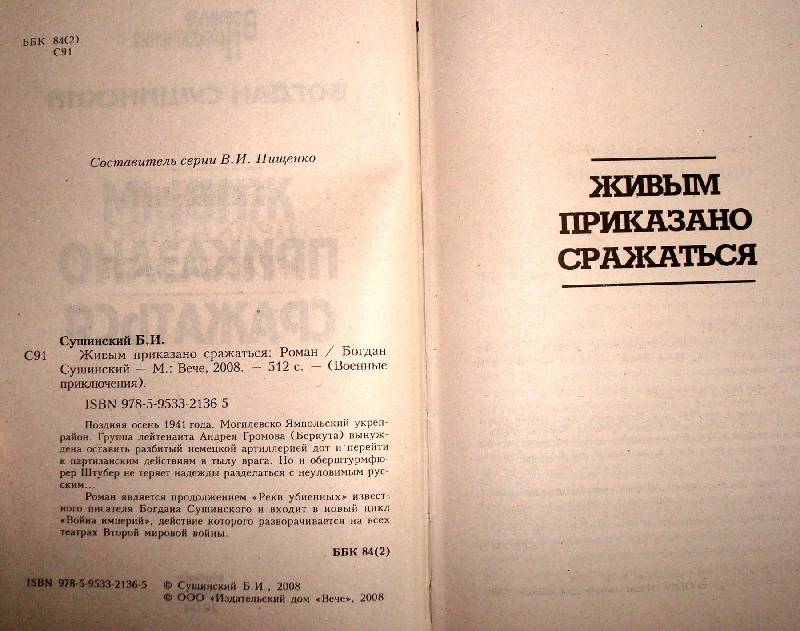 ББК 84(2)
С91
Составитель серии В.И. Пищенко
Сушинский Б.И.
С91 Живым приказано сражаться: Роман / Богдан
Сушинский — М.: Вече, 2008. — 512 с. — (Военные
приключения).
ISBN 978-5-9533-2136 5
Поздняя осень 1941 года. Могилевско Ямпольский укреп-
район. Группа лейтенанта Андрея Громова (Беркута) вынуж-
дена оставить разбитый немецкой артиллерией дот и перейти
к партизанским действиям в тылу врага. Но и оберштурмфю-
рер Штубер не теряет надежды разделаться с неуловимым рус-
ским...
Роман является продолжением «Реки убиенных» извест-
ного писателя Богдана Сушинского и входит в новый цикл
«Война империй», действие которого разворачивается на всех
театрах Второй мировой войны.
ББК 84(2)
ISBN 978-5-9533-2136-5
© Сушинский Б.И., 2008
© ООО «Издательский дом «Вече», 2008
ЖИВЫМ
ПРИКАЗАНО
СРАЖАТЬСЯ